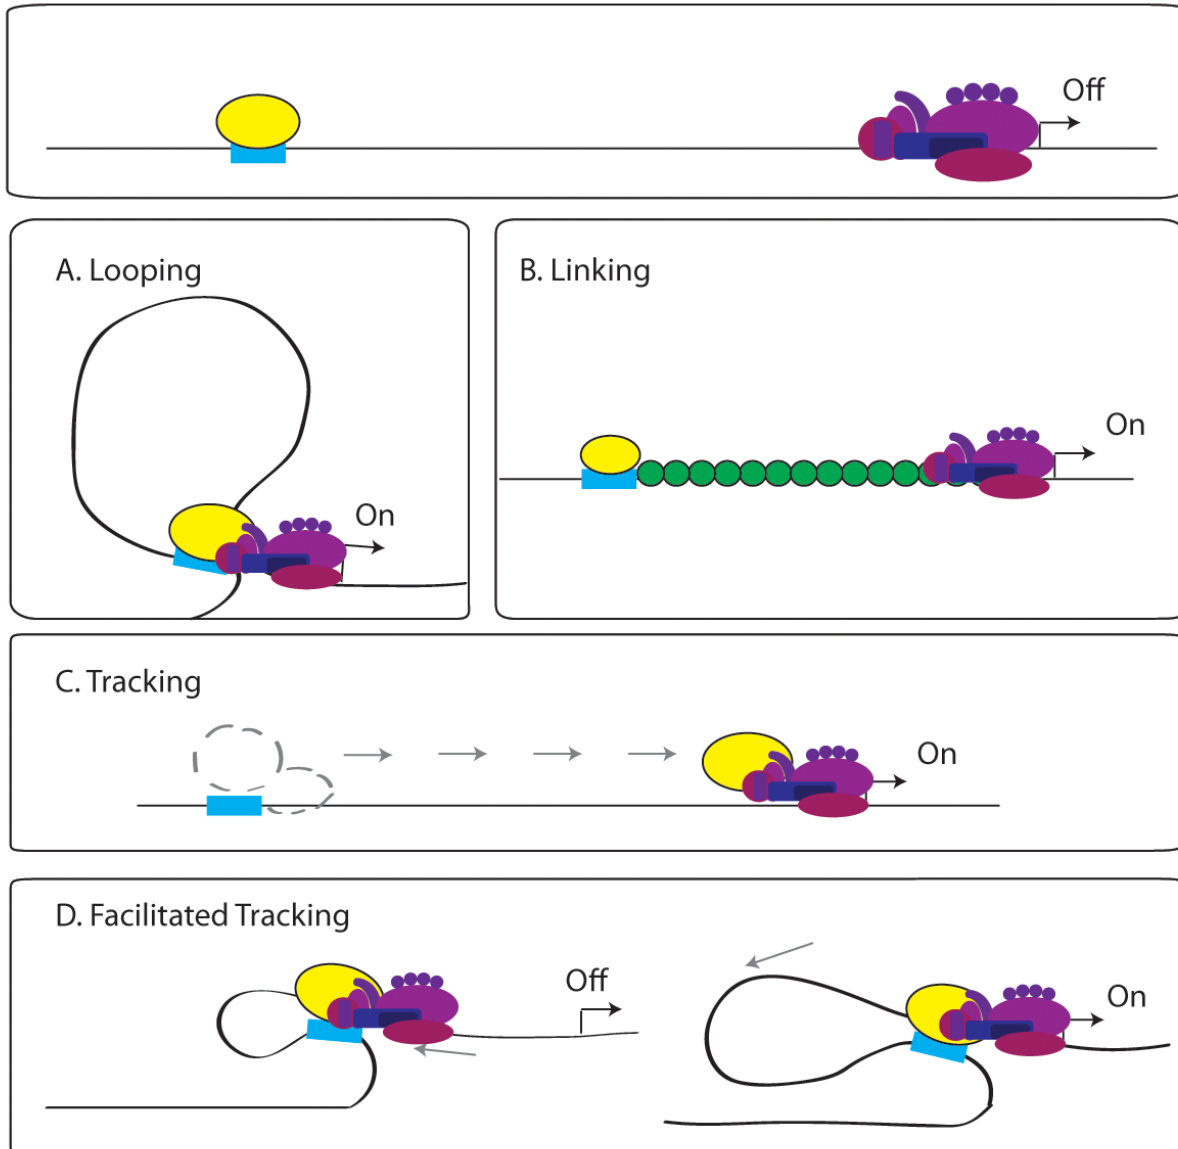 Off
A. Looping
On
B. Linking
On
C. Tracking
On
D. Facilitated Tracking
Off
On